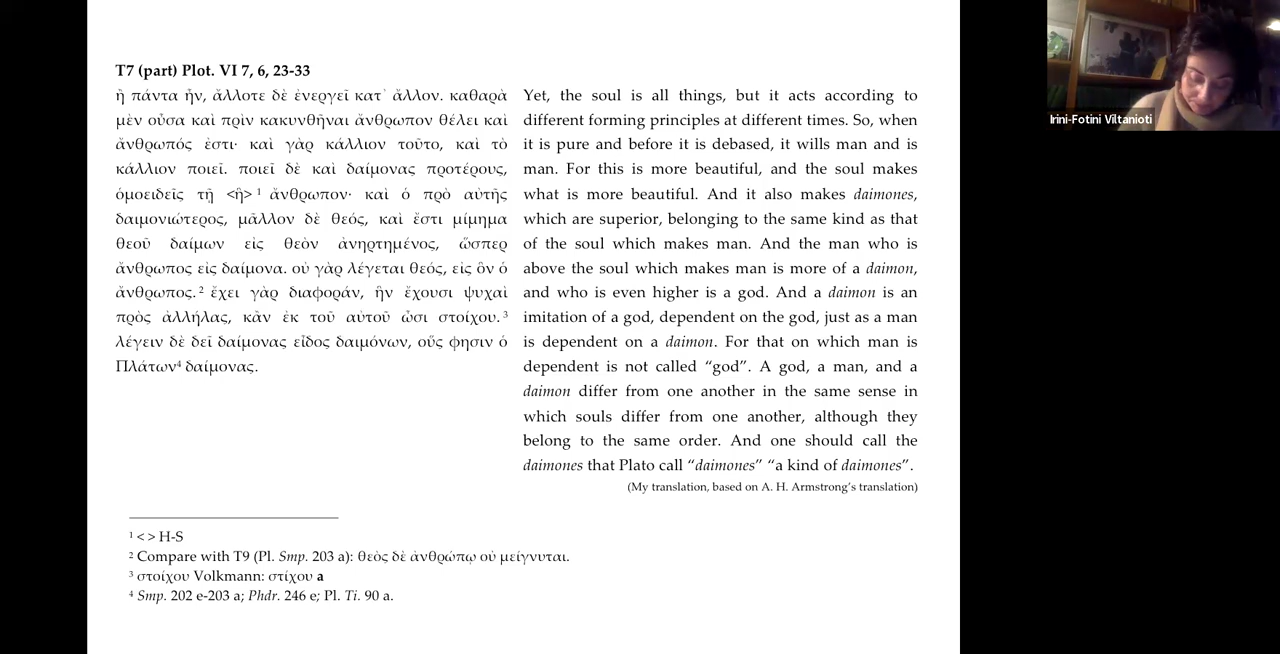 T7 (part) Plot. VI 7, 6, 23-33
ἢ πάντα ἦν, ἄλλοτε δὲ ἐνεργεῖ κατ᾽ ἄλλον. καθαρὰ
μὲν οὖσα καὶ πρὶν κακυνθῆναι ἄνθρωπον θέλει καὶ
ἄνθρωπός ἐστι· καὶ γὰρ κάλλιον τοῦτο, καὶ τὸ
κάλλιον ποιεῖ. ποιεῖ δὲ καὶ δαίμονας προτέρους,
ὁμοειδεῖς τῇ <ἣ> ¹ ἄνθρωπον· καὶ ὁ πρὸ αὐτῆς
δαιμονιώτερος, μᾶλλον δὲ θεός, καὶ ἔστι μίμημα
θεοῦ δαίμων εἰς θεὸν ἀνηρτημένος, ὥσπερ
ἄνθρωπος εἰς δαίμονα. οὐ γὰρ λέγεται θεός, εἰς ὃν ὁ
ἄνθρωπος. ² ἔχει γὰρ διαφοράν, ἣν ἔχουσι ψυχαὶ
πρὸς ἀλλήλας, κἂν ἐκ τοῦ αὐτοῦ ὦσι στοίχου. ³
λέγειν δὲ δεῖ δαίμονας εἶδος δαιμόνων, οὕς φησιν ὁ
Πλάτων⁴ δαίμονας.
Yet, the soul is all things, but it acts according to
different forming principles at different times. So, when
it is pure and before it is debased, it wills man and is
man. For this is more beautiful, and the soul makes
what is more beautiful. And it also makes daimones,
which are superior, belonging to the same kind as that
of the soul which makes man. And the man who is
above the soul which makes man is more of a daimon,
and who is even higher is a god. And a daimon is an
imitation of a god, dependent on the god, just as a man
is dependent on a daimon. For that on which man is
dependent is not called “god”. A god, a man, and a
daimon differ from one another in the same sense in
which souls differ from one another, although they
belong to the same order. And one should call the
daimones that Plato call “daimones” “a kind of daimones”.
(My translation, based on A. H. Armstrong’s translation)
¹ < > H-S
² Compare with T9 (Pl. Smp. 203 a): θεὸς δὲ ἀνθρώπῳ οὐ μείγνυται.
³ στοίχου Volkmann: στίχου a
⁴ Smp. 202 e-203 a; Phdr. 246 e; Pl. Ti. 90 a.
Irini-Fotini Viltanioti